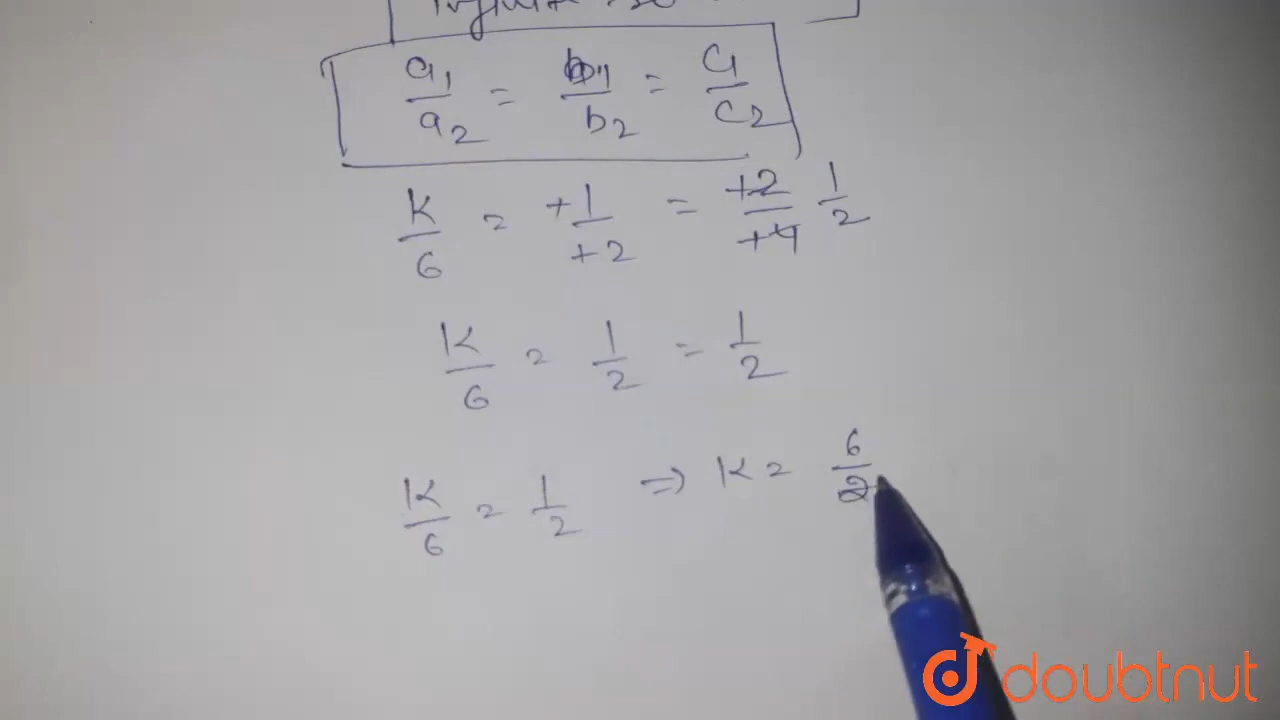 Infinite
a₁/a₂ = b₁/b₂ = c₁/c₂
K/6 = +1/+2 = +2/+4 1/2
K/6 = 1/2 = 1/2
K/6 = 1/2 ⇒ K = 6/2
doubtnut